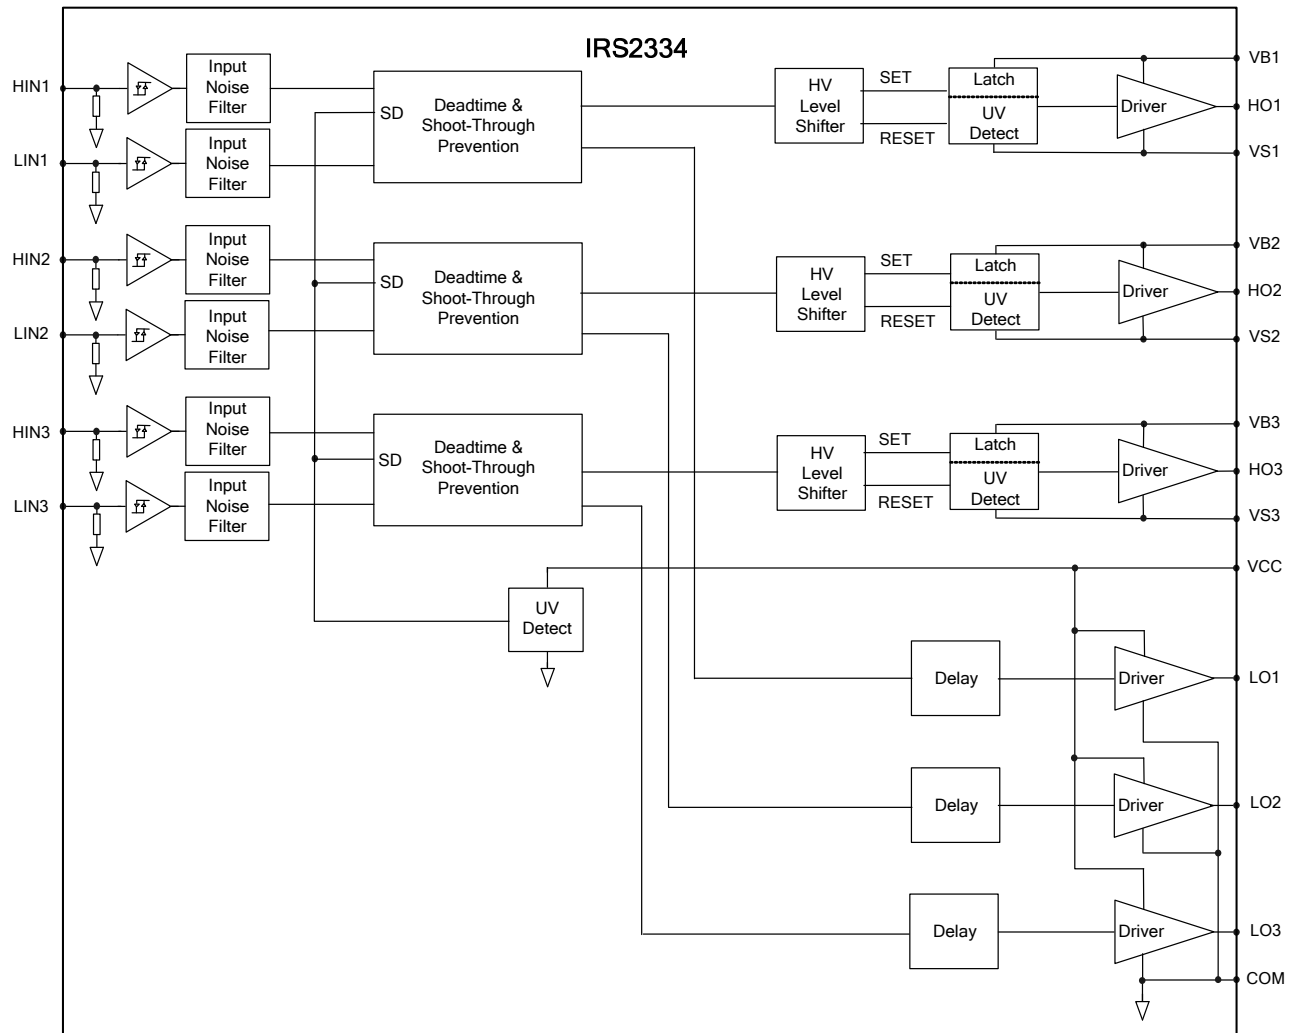 IRS2334
HIN1
Input
Noise
Filter
LIN1
Input
Noise
Filter
SD
Deadtime &
Shoot-Through
Prevention
HV
Level
Shifter
SET
RESET
Latch
UV
Detect
Driver
VB1
HO1
VS1
HIN2
Input
Noise
Filter
LIN2
Input
Noise
Filter
SD
Deadtime &
Shoot-Through
Prevention
HV
Level
Shifter
SET
RESET
Latch
UV
Detect
Driver
VB2
HO2
VS2
HIN3
Input
Noise
Filter
LIN3
Input
Noise
Filter
SD
Deadtime &
Shoot-Through
Prevention
HV
Level
Shifter
SET
RESET
Latch
UV
Detect
Driver
VB3
HO3
VS3
VCC
UV
Detect
Delay
Driver
LO1
Delay
Driver
LO2
Delay
Driver
LO3
COM